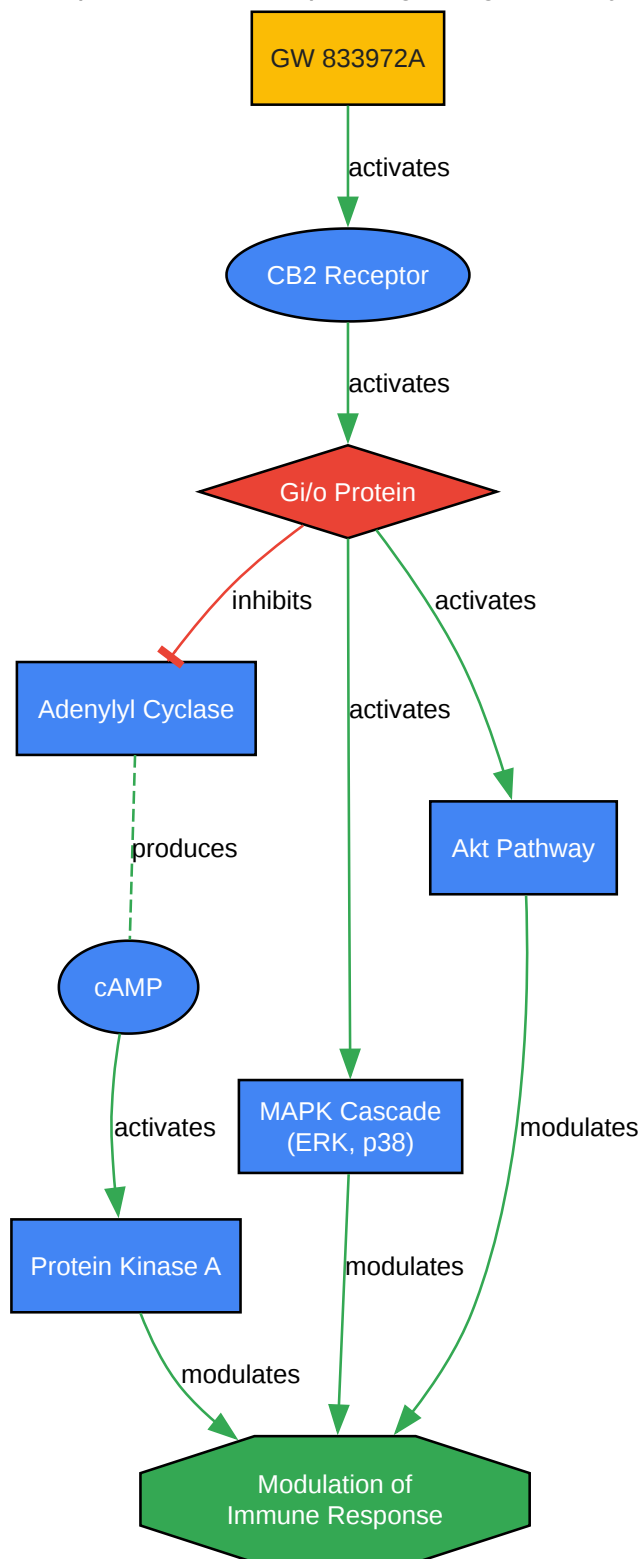 GW 833972A
activates
CB2 Receptor
activates
Gi/o Protein
inhibits
activates
Adenylyl Cyclase
activates
Akt Pathway
produces
cAMP
MAPK Cascade
(ERK, p38)
activates
modulates
Protein Kinase A
modulates
modulates
Modulation of
Immune Response